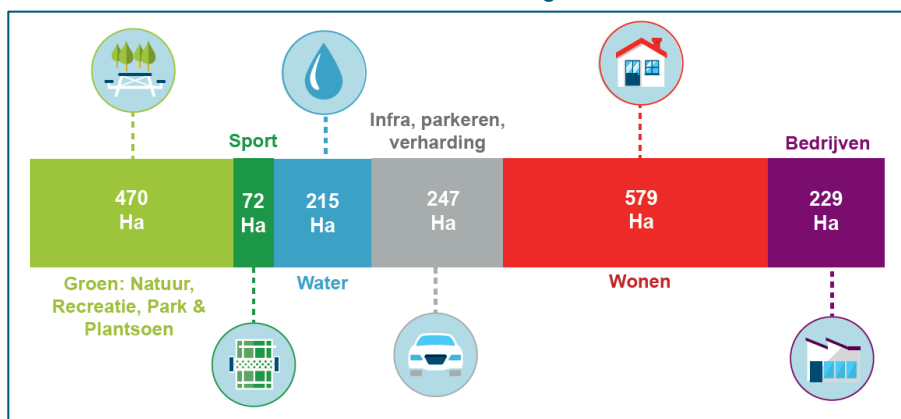 Infra, parkeren,
verharding
Sport
Bedrijven
470
Ha
72
Ha
215
Ha
247
Ha
579
Ha
229
Ha
Groen: Natuur,
Recreatie, Park &
Plantsoen
Water
Wonen